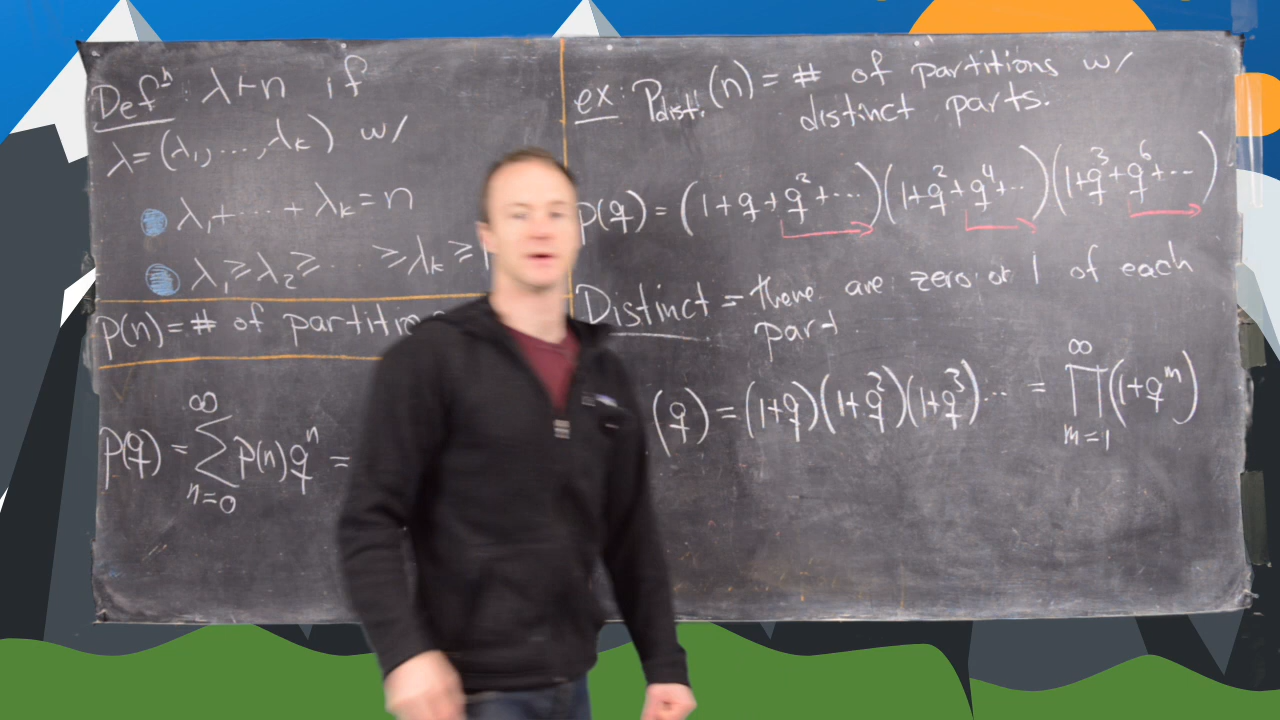 Defⁿ λ⊢n if
λ=(λ₁,...,λₖ) w/
λ₁+...+λₖ=n
λ₁≥λ₂≥...≥λₖ≥
p(n)=# of
p(q)=∑_{n=0}^{∞} p(n)qⁿ=
ex: P_dist.(n)=# of partitions w/
distinct parts.
p(q)=(1+q+q²+...)(1+q²+q⁴+...)(1+q³+q⁶+...)
Distinct = there are zero or 1 of each
part
(q)=(1+q)(1+q²)(1+q³)... = ∏_{m=1}^{∞}(1+q^m)